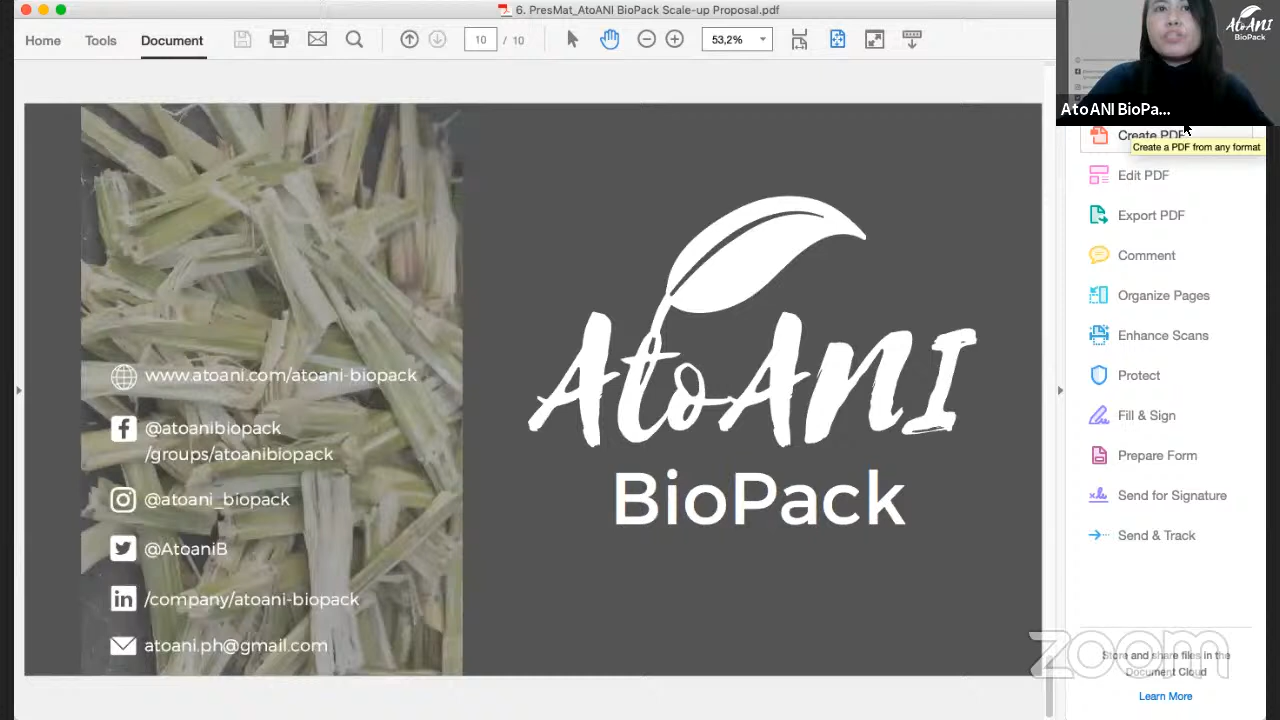 6. PresMat_AtoANI BioPack Scale-up Proposal.pdf
Home Tools Document 10 / 10 53,2%
AtoANI
BioPack
AtoANI BioPa...
Create PDF
Create a PDF from any format
Edit PDF
Export PDF
Comment
Organize Pages
Enhance Scans
Protect
Fill & Sign
Prepare Form
Send for Signature
Send & Track
Store and share files in the
Document Cloud
Learn More
www.atoani.com/atoani-biopack
@atoanibiopack
/groups/atoanibiopack
@atoani_biopack
@AtoaniB
in /company/atoani-biopack
atoani.ph@gmail.com
AtoANI
BioPack
zoom